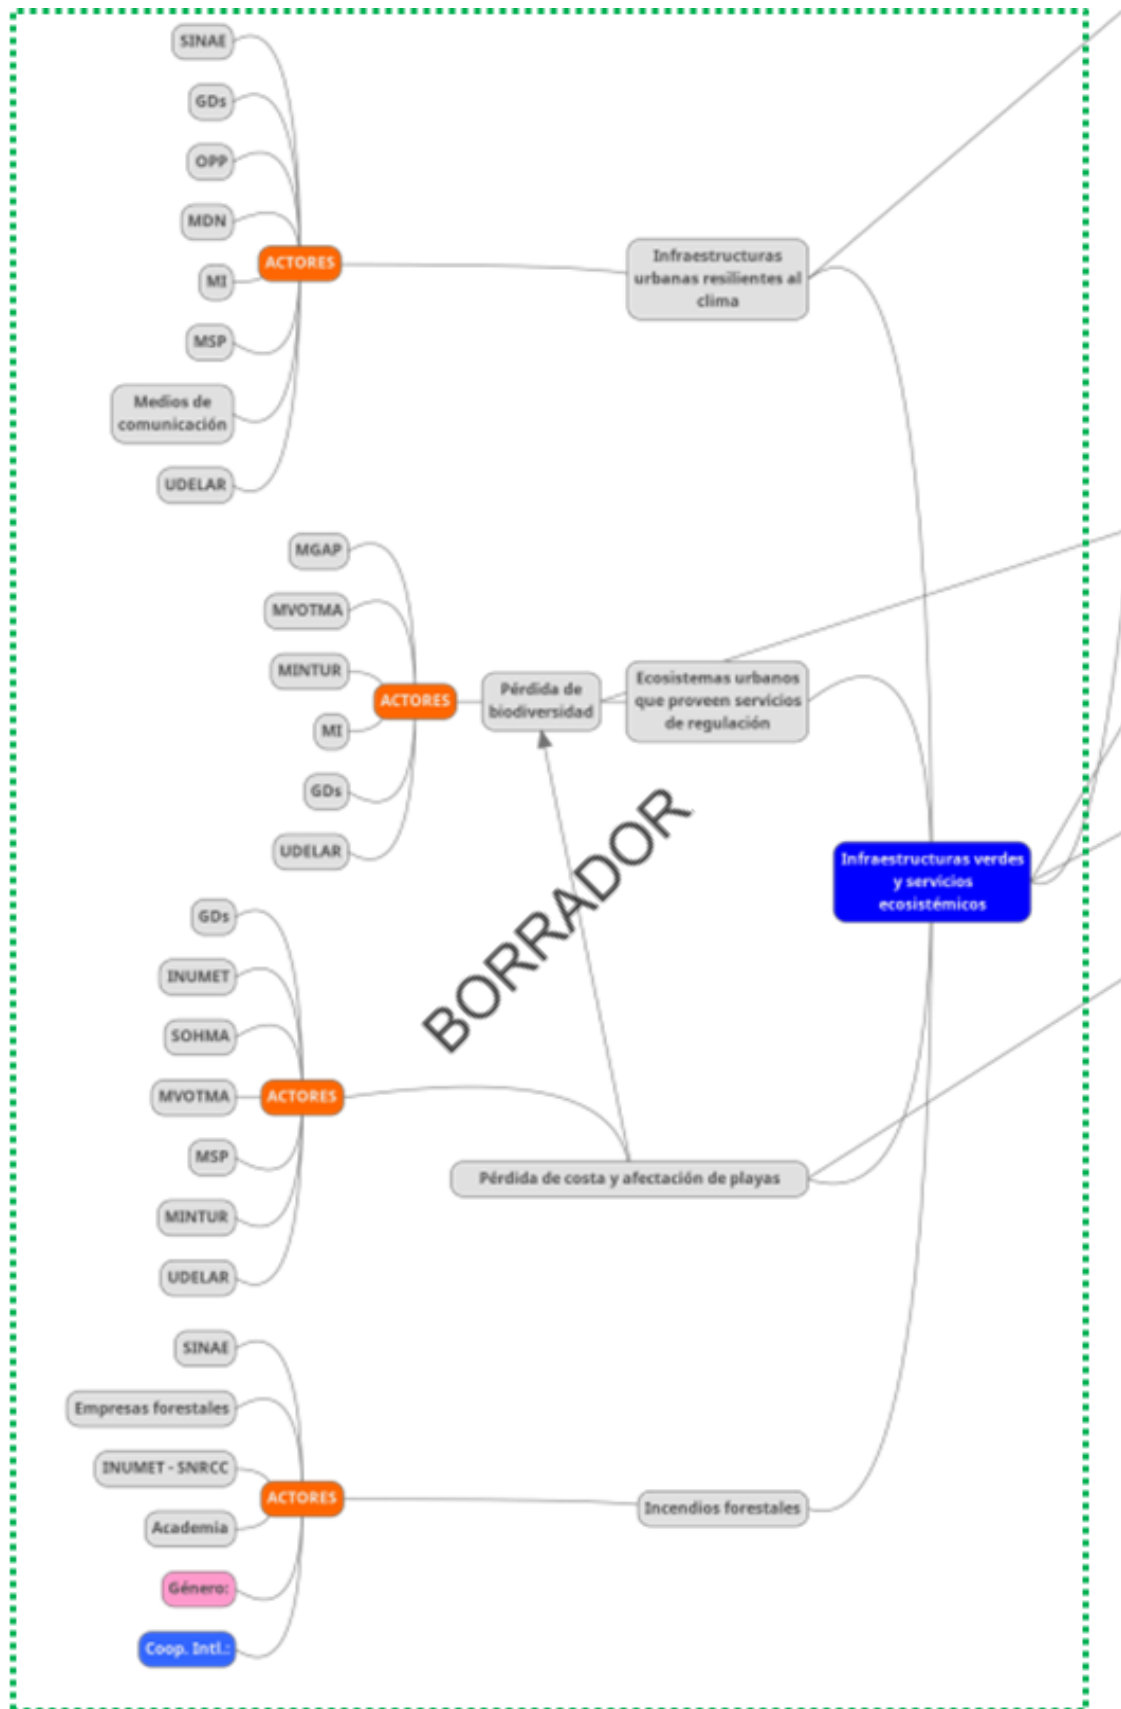 SINAE
GDs
OPP
MDN
ACTORES
MI
MSP
Medios de
comunicación
UDELAR
Infraestructuras
urbanas resilientes al
clima
MGAP
MVOTMA
MINTUR
ACTORES
MI
GDs
UDELAR
Pérdida de
biodiversidad
Ecosistemas urbanos
que proveen servicios
de regulación
BORRADOR
Infraestructuras verdes
y servicios
ecosistémicos
GDs
INUMET
SOHMA
MVOTMA
ACTORES
MSP
MINTUR
UDELAR
Pérdida de costa y afectación de playas
SINAE
Empresas forestales
INUMET - SNRCC
ACTORES
Academia
Género:
Coop. Intl.:
Incendios forestales